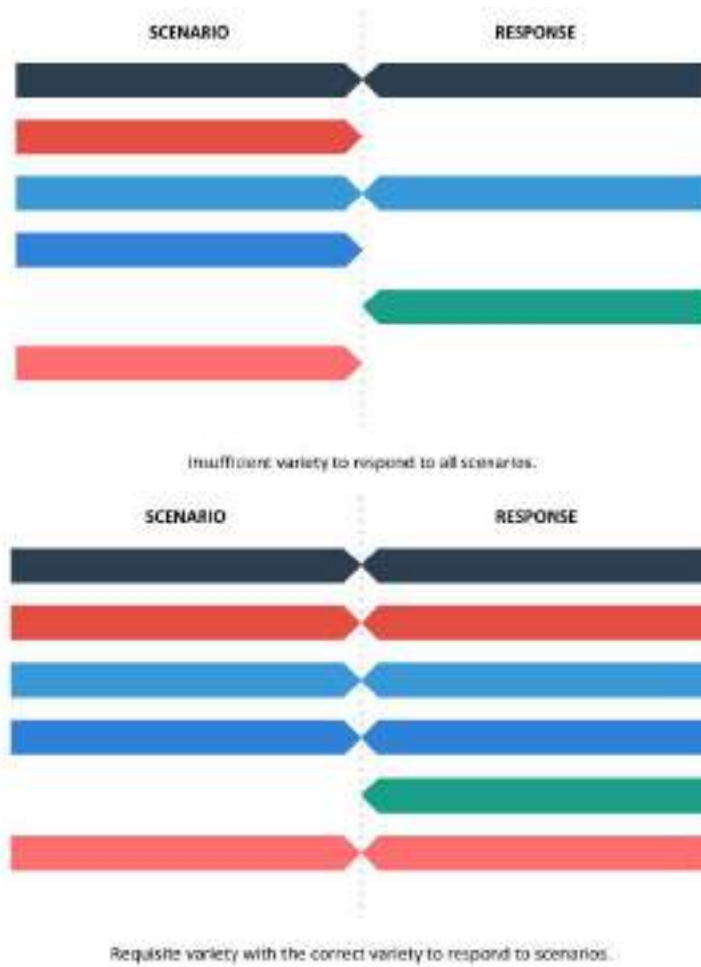 SCENARIO RESPONSE
Insufficient variety to respond to all scenarios.
SCENARIO RESPONSE
Requisite variety with the correct variety to respond to scenarios.